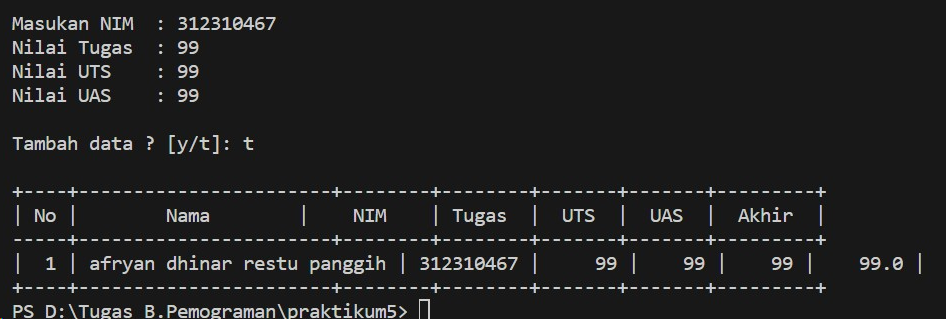 Masukan NIM  : 312310467
Nilai Tugas  : 99
Nilai UTS    : 99
Nilai UAS    : 99
Tambah data ? [y/t]: t
+----+----------------------+--------+--------+-------+-------+---------+
| No |        Nama        |    NIM    | Tugas  |  UTS  |  UAS  |  Akhir  |
-----+----------------------+--------+--------+-------+-------+---------+
|  1 | afryan dhinar restu panggih | 312310467 |     99 |    99 |    99 |    99.0 |
+----+----------------------+--------+--------+-------+-------+---------+
PS D:\Tugas B.Pemograman\praktikum5>